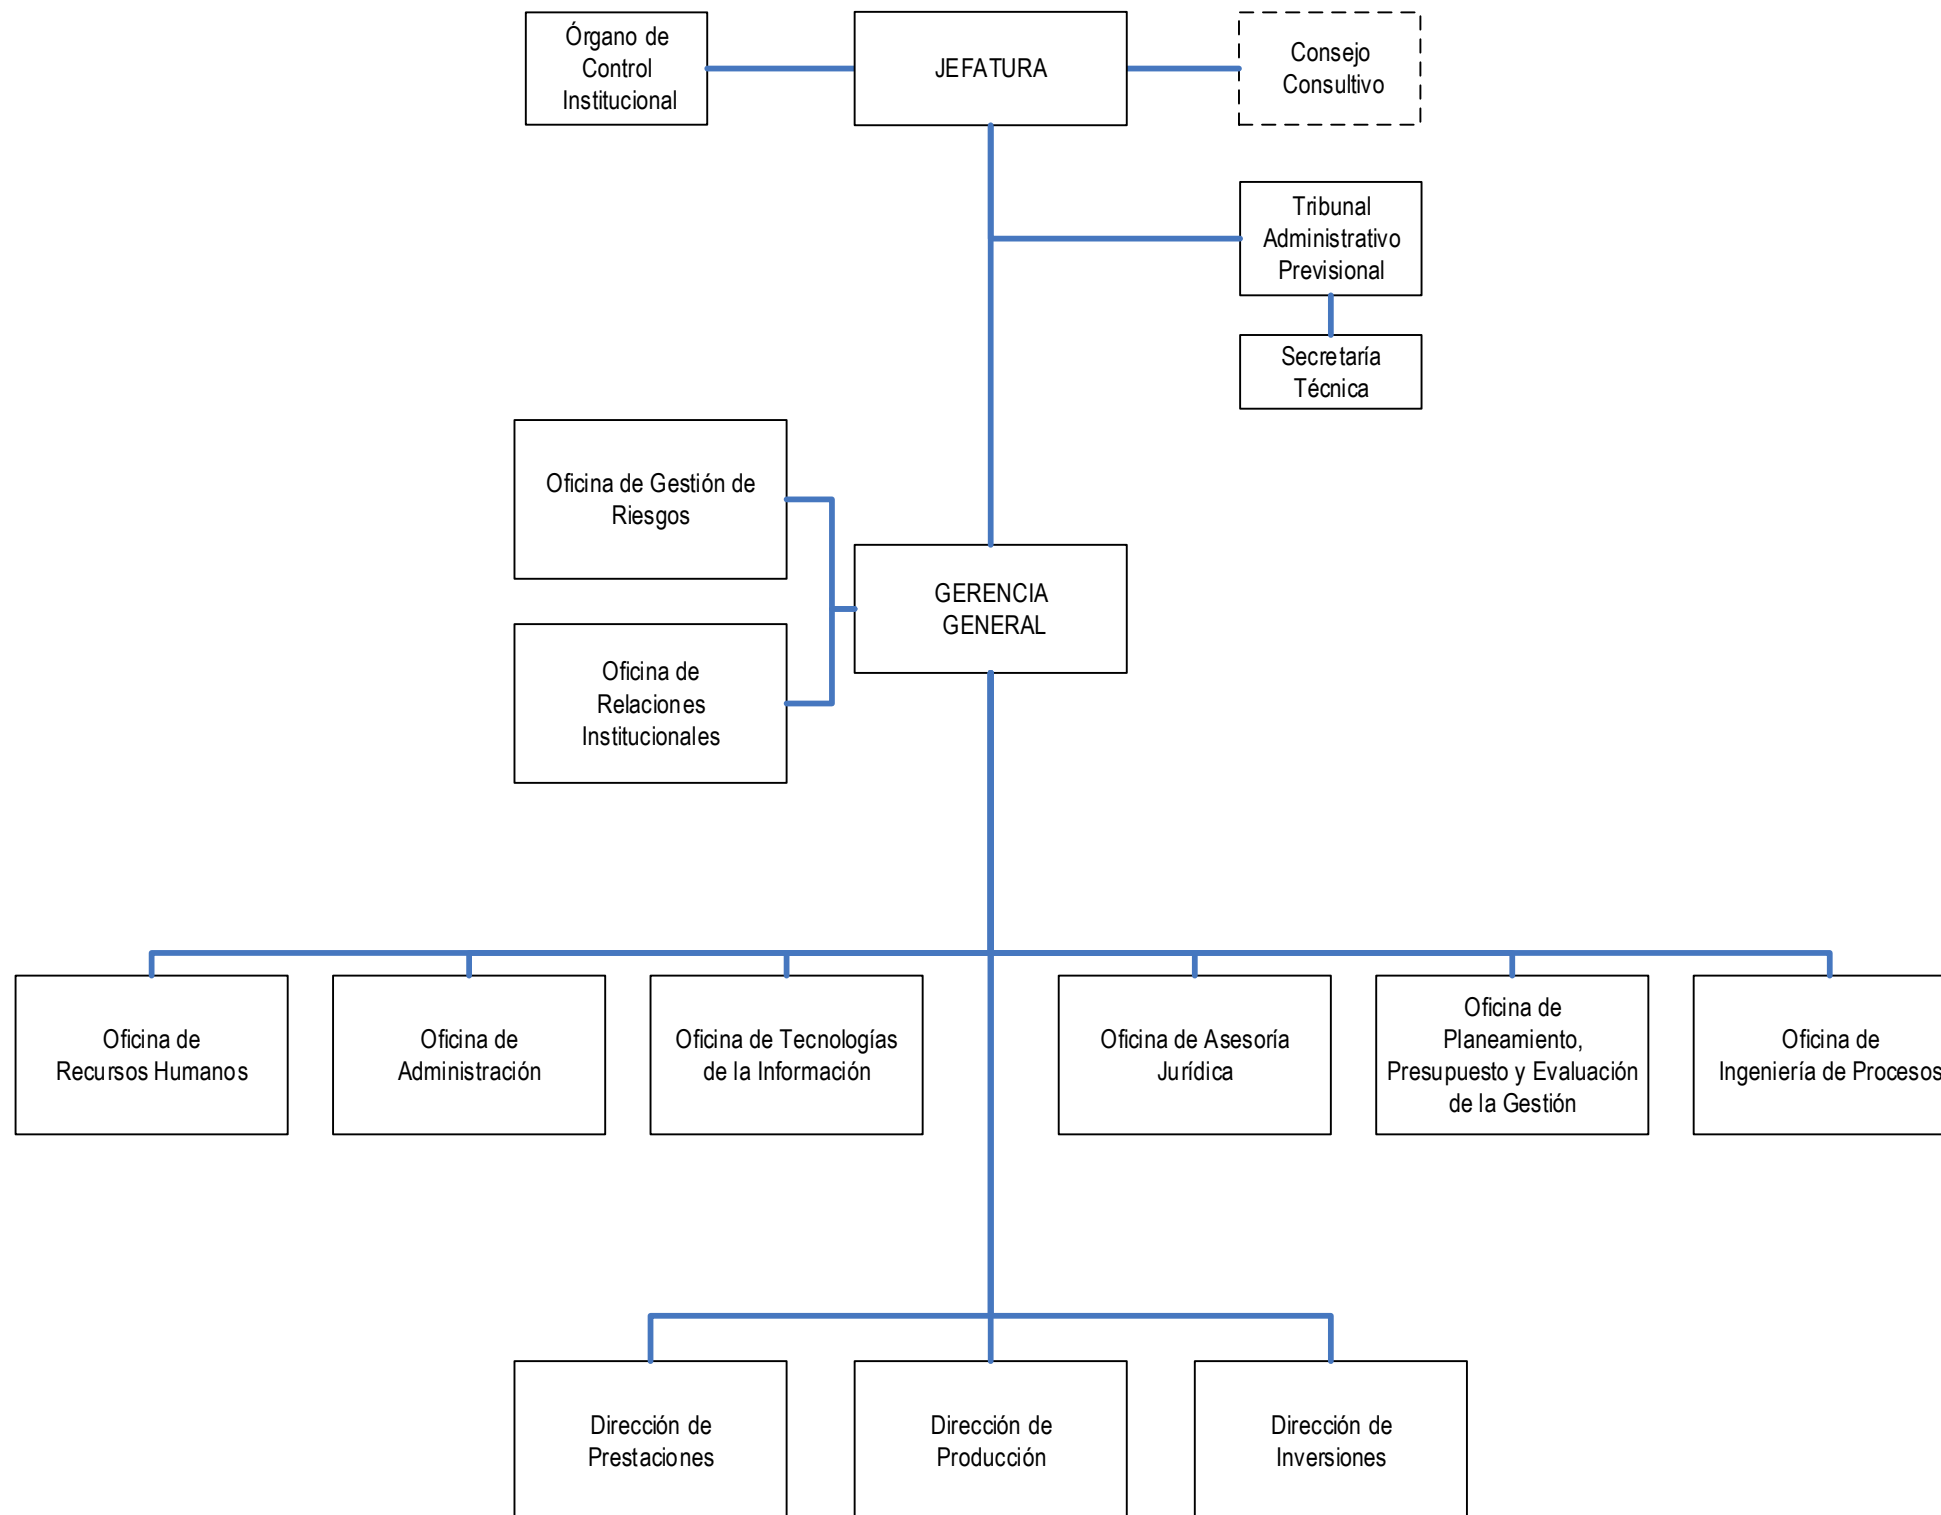 Órgano de
Control
Institucional
JEFATURA
Consejo
Consultivo
Tribunal
Administrativo
Previsional
Secretaría
Técnica
Oficina de Gestión de
Riesgos
GERENCIA
GENERAL
Oficina de
Relaciones
Institucionales
Oficina de
Recursos Humanos
Oficina de
Administración
Oficina de Tecnologías
de la Información
Oficina de Asesoría
Jurídica
Oficina de
Planeamiento,
Presupuesto y Evaluación
de la Gestión
Oficina de
Ingeniería de Procesos
Dirección de
Prestaciones
Dirección de
Producción
Dirección de
Inversiones